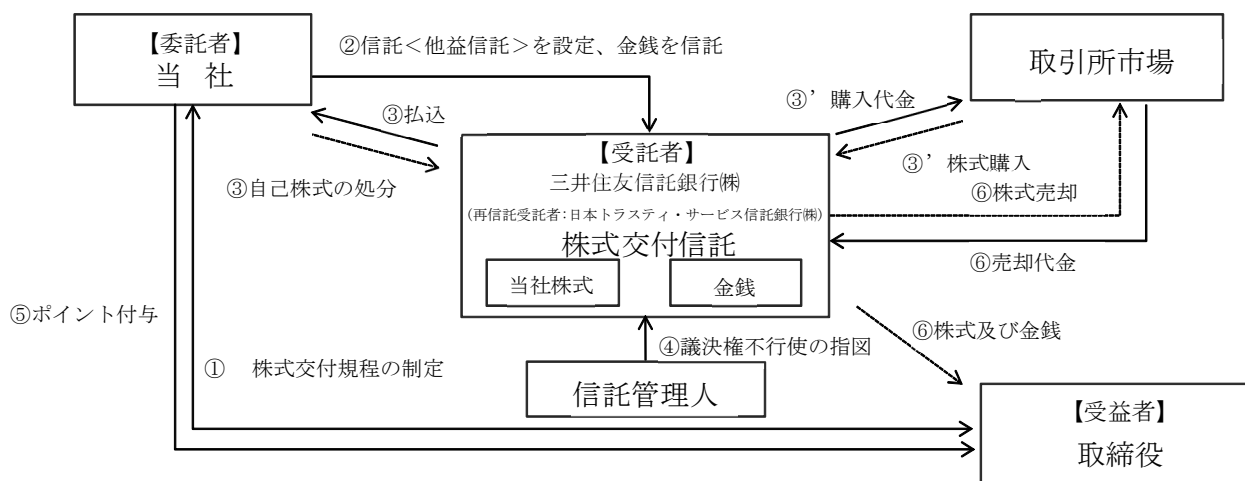 【委託者】
当 社
②信託＜他益信託＞を設定、金銭を信託
取引所市場
③払込
③’購入代金
③自己株式の処分
【受託者】
三井住友信託銀行㈱
(再信託受託者：日本トラスティ・サービス信託銀行㈱)
株式交付信託
当社株式
金銭
③’株式購入
⑥株式売却
⑥売却代金
⑤ポイント付与
① 株式交付規程の制定
④議決権不行使の指図
信託管理人
⑥株式及び金銭
【受益者】
取締役